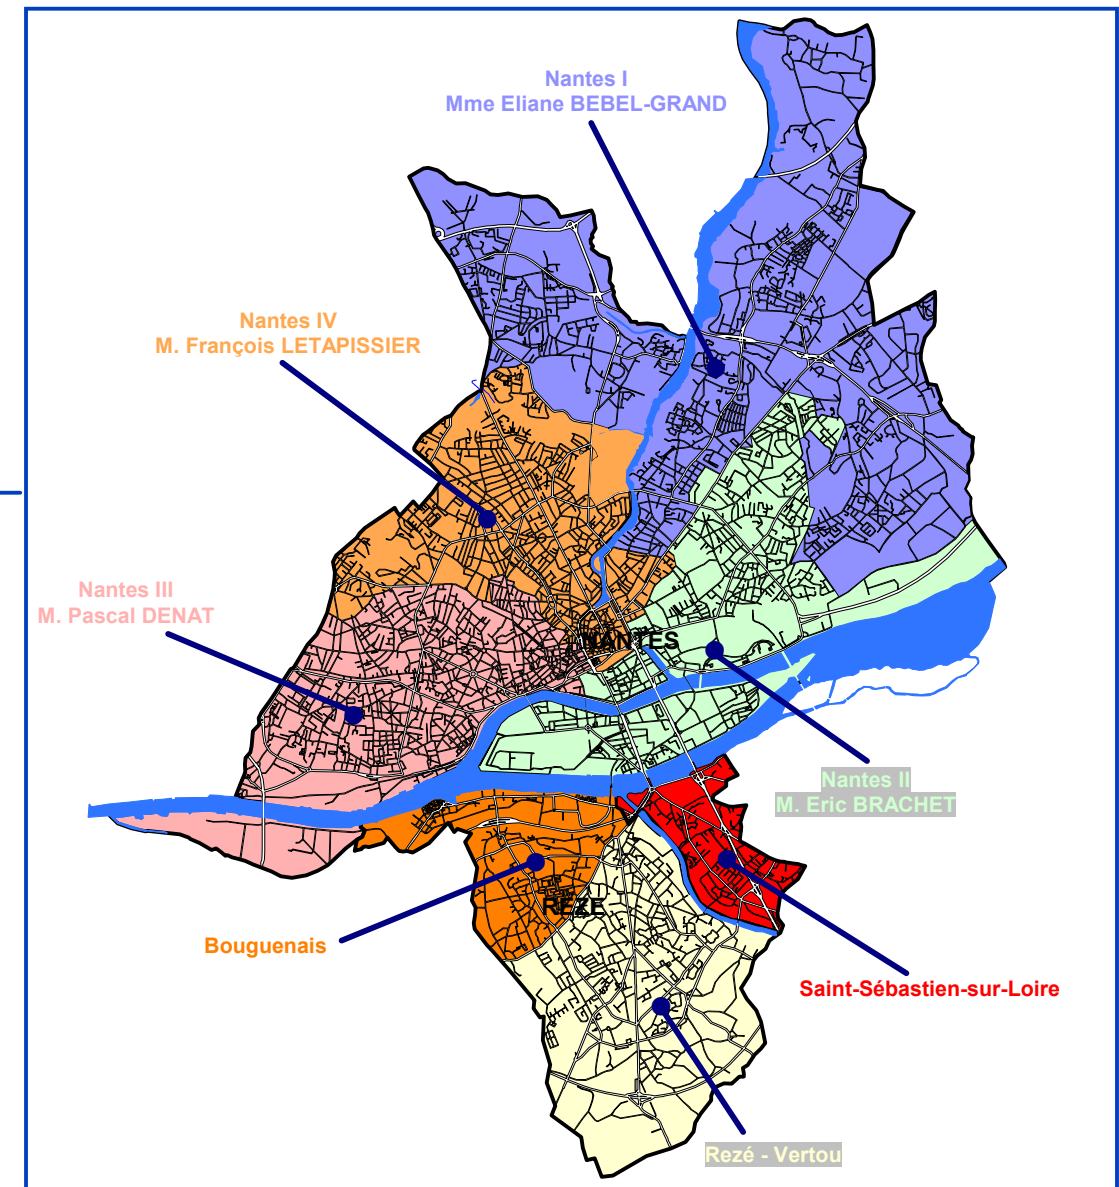 Nantes I
Mme Eliane BEBEL-GRAND
Nantes IV
M. François LETAPISSIER
Nantes III
M. Pascal DENAT
NANTES
Nantes II
M. Eric BRACHET
REZE
Bouguenais
Saint-Sébastien-sur-Loire
Rezé - Vertou